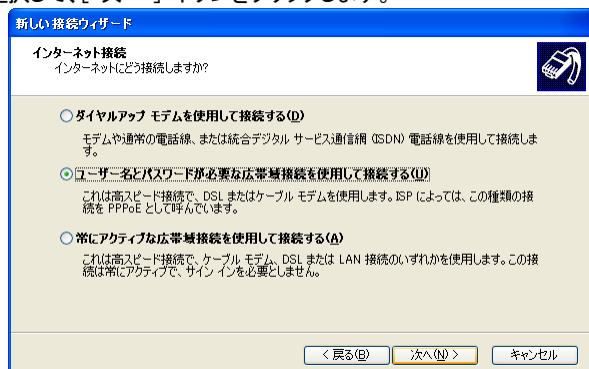 新しい接続ウィザード
インターネット接続
インターネットにどう接続しますか?
ダイヤルアップ モデムを使用して接続する(D)
モデムや通常の電話線、または統合デジタル サービス通信網 (ISDN) 電話線を使用して接続しま
す。
ユーザー名とパスワードが必要な広帯域接続を使用して接続する(U)
これは高スピード接続で、DSL またはケーブル モデムを使用します。ISP によっては、この種類の接
続を PPPoE として呼んでいます。
常にアクティブな広帯域接続を使用して接続する(A)
これは高スピード接続で、ケーブル モデム、DSL または LAN 接続のいずれかを使用します。この接
続は常にアクティブで、サイン インを必要としません。
< 戻る(B) 次へ(N) > キャンセル